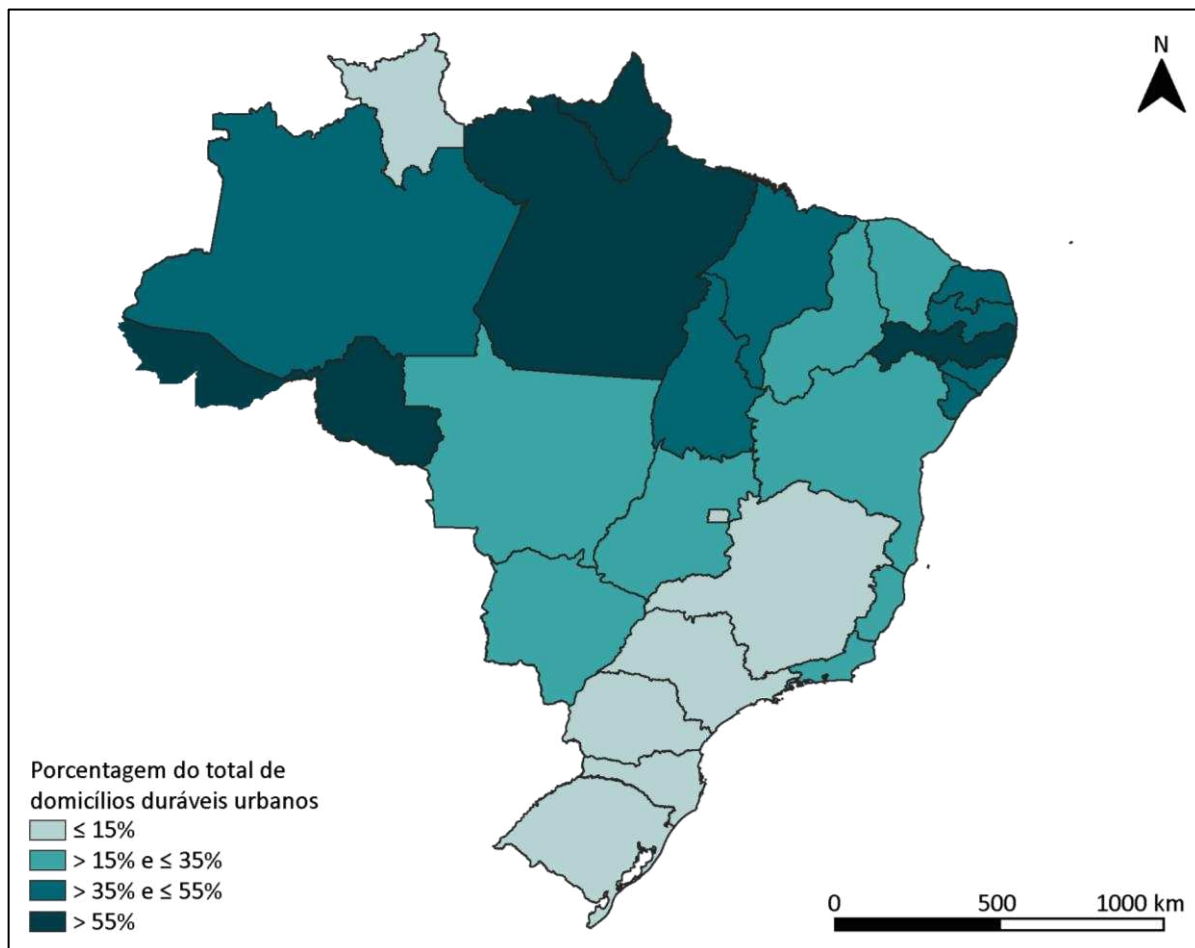 N
Porcentagem do total de
domicílios duráveis urbanos
≤ 15%
> 15% e ≤ 35%
> 35% e ≤ 55%
> 55%
0 500 1000 km